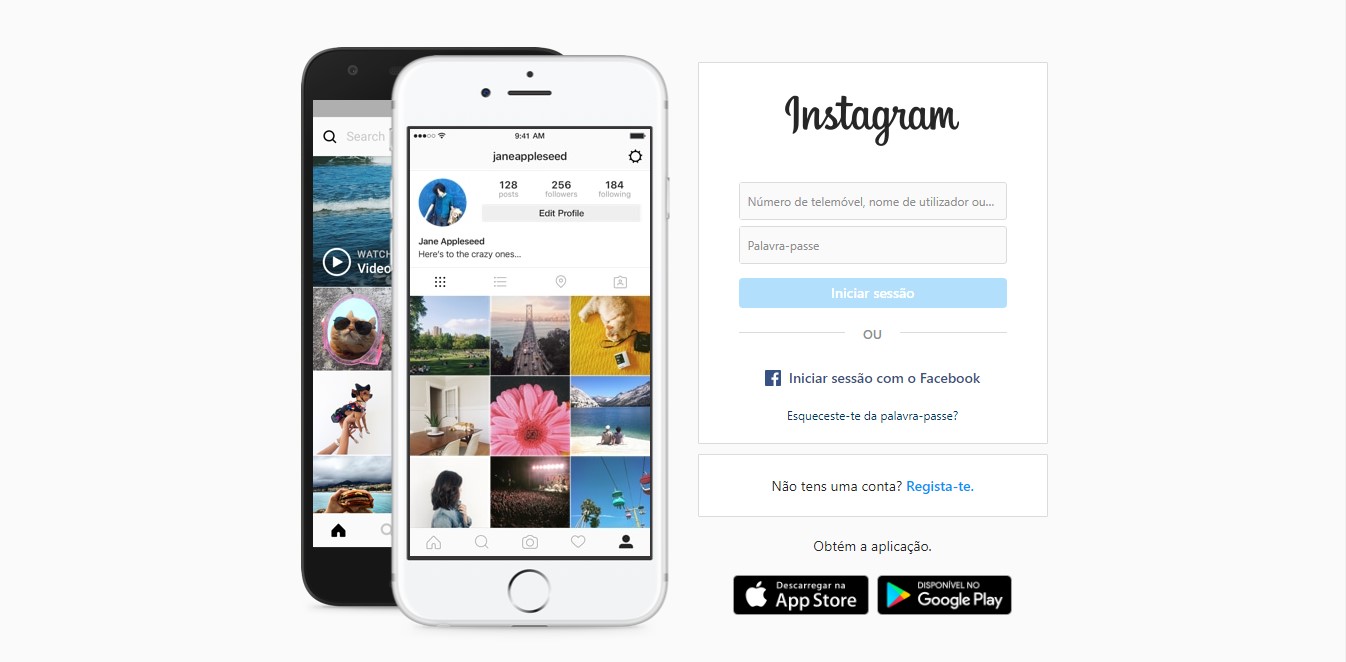 Search
WATCH
Video
9:41 AM
janeappleseed
128
256
184
posts
followers
following
Edit Profile
Jane Appleseed
Here's to the crazy ones...
Instagram
Número de telemóvel, nome de utilizador ou...
Palavra-passe
Iniciar sessão
OU
Iniciar sessão com o Facebook
Esqueceste-te da palavra-passe?
Não tens uma conta? Regista-te.
Obtém a aplicação.
Descarregar na
App Store
DISPONÍVEL NO
Google Play